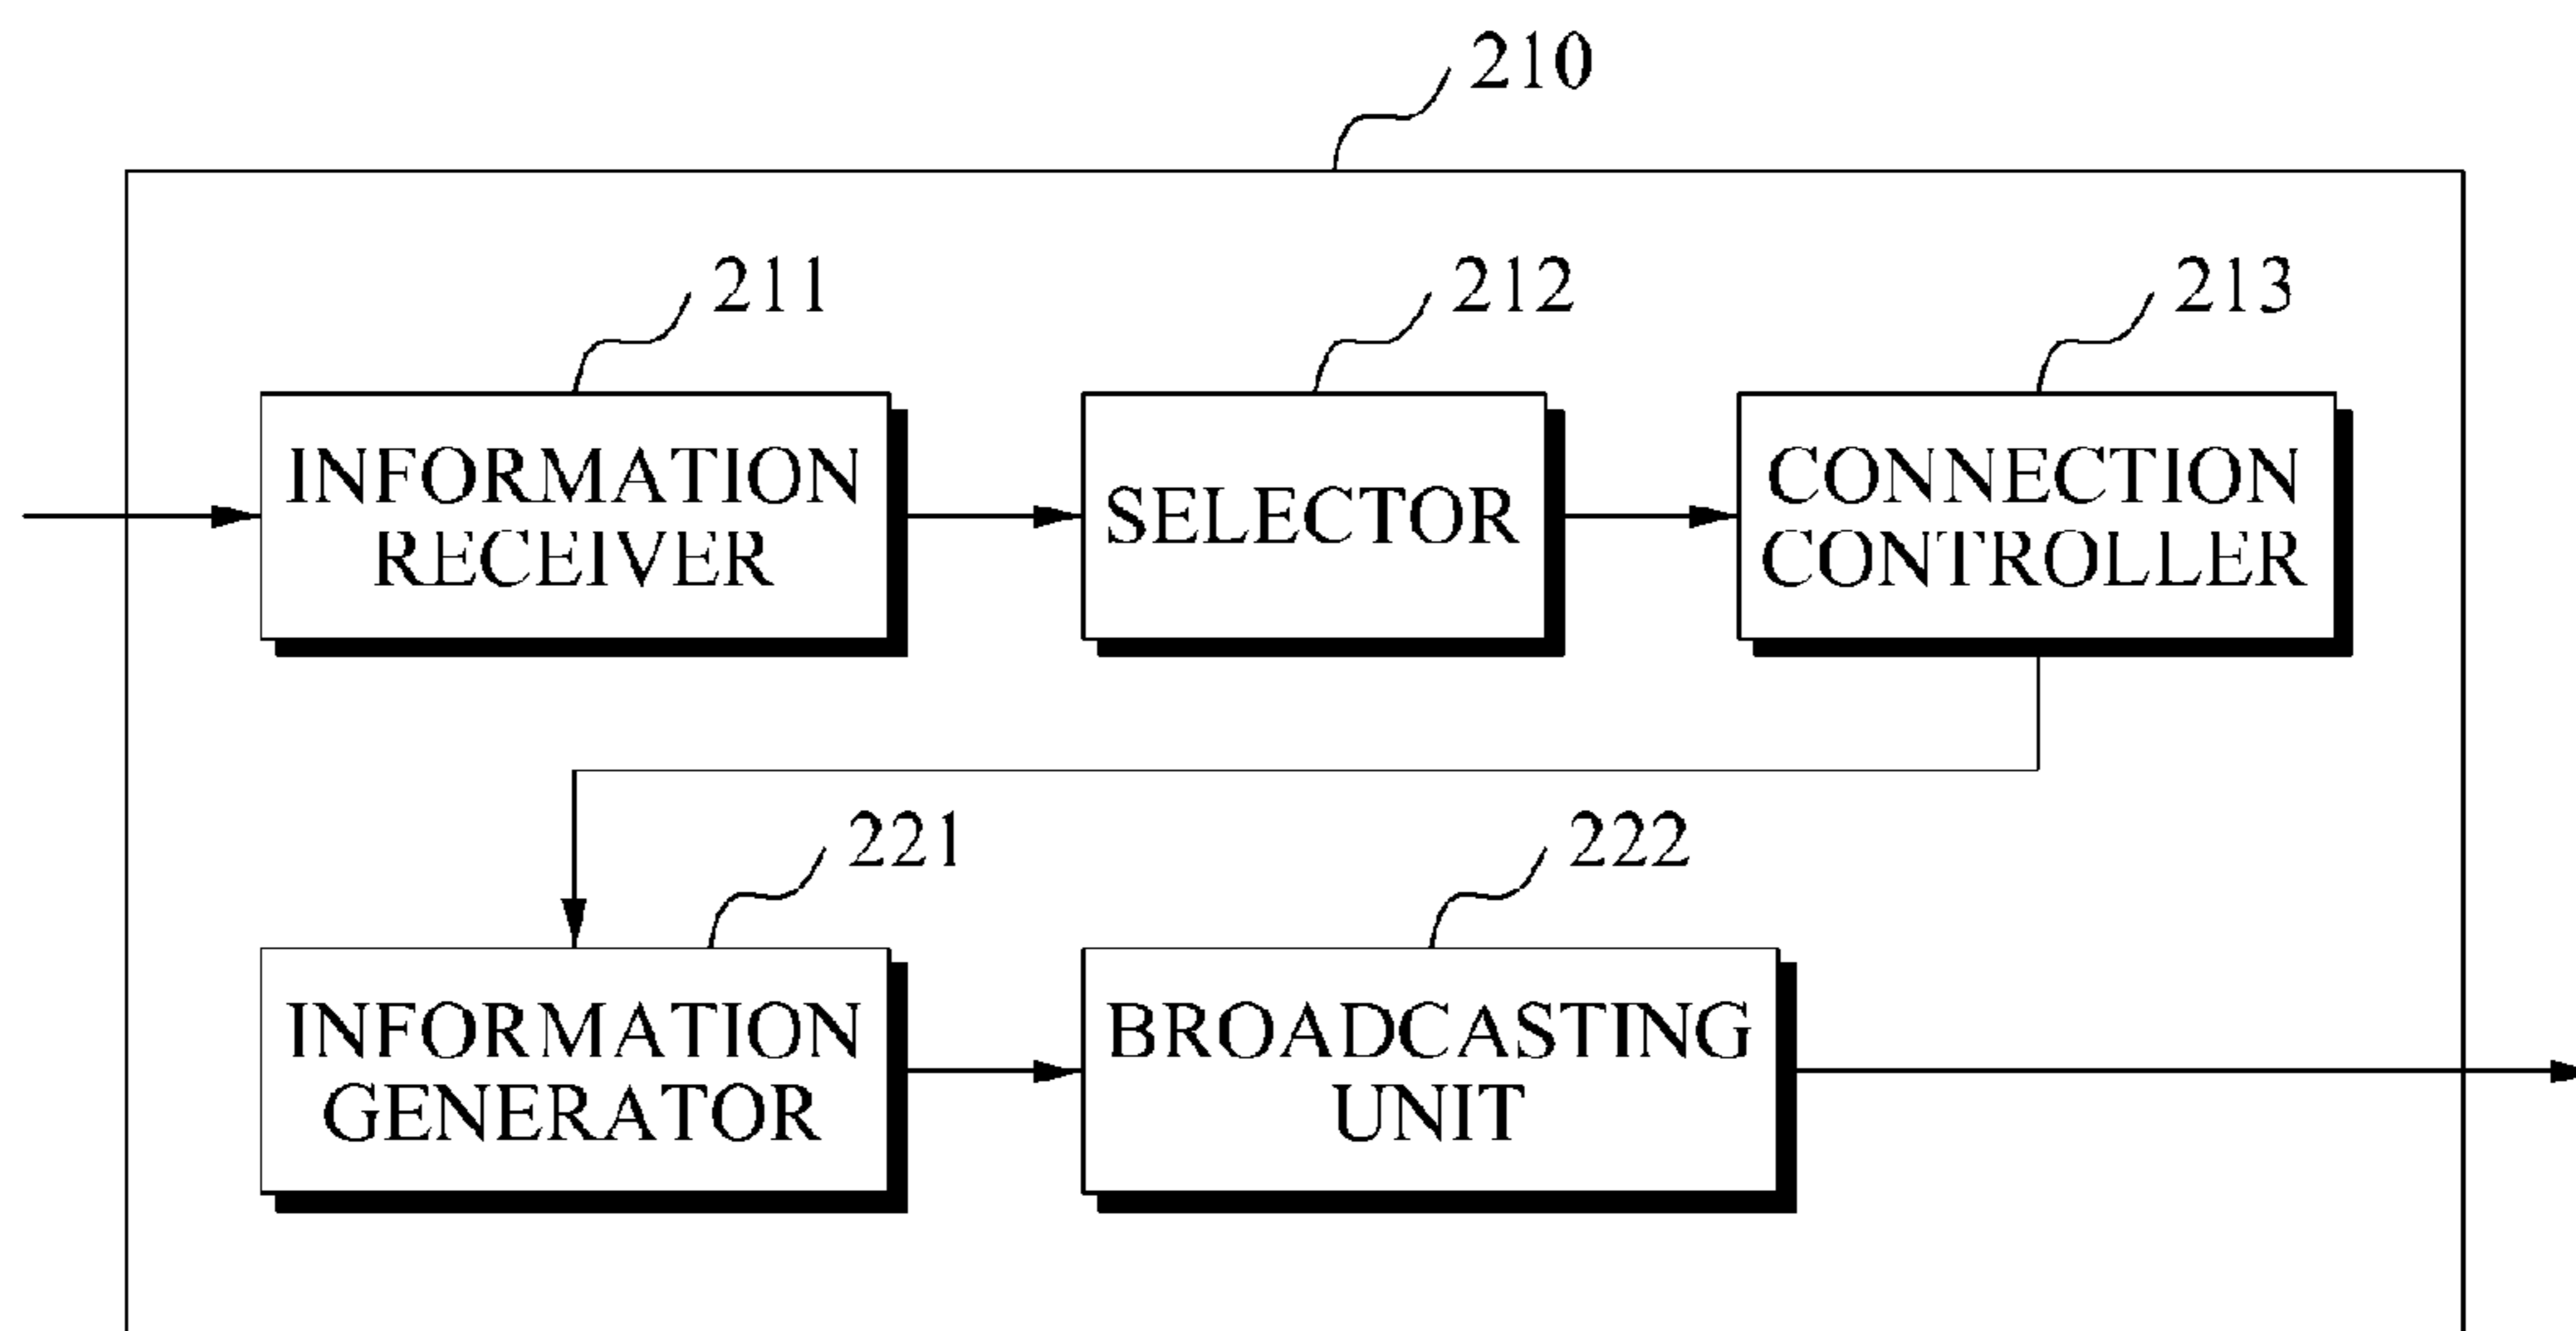 210
211
212
213
INFORMATION
RECEIVER
SELECTOR
CONNECTION
CONTROLLER
221
222
INFORMATION
GENERATOR
BROADCASTING
UNIT